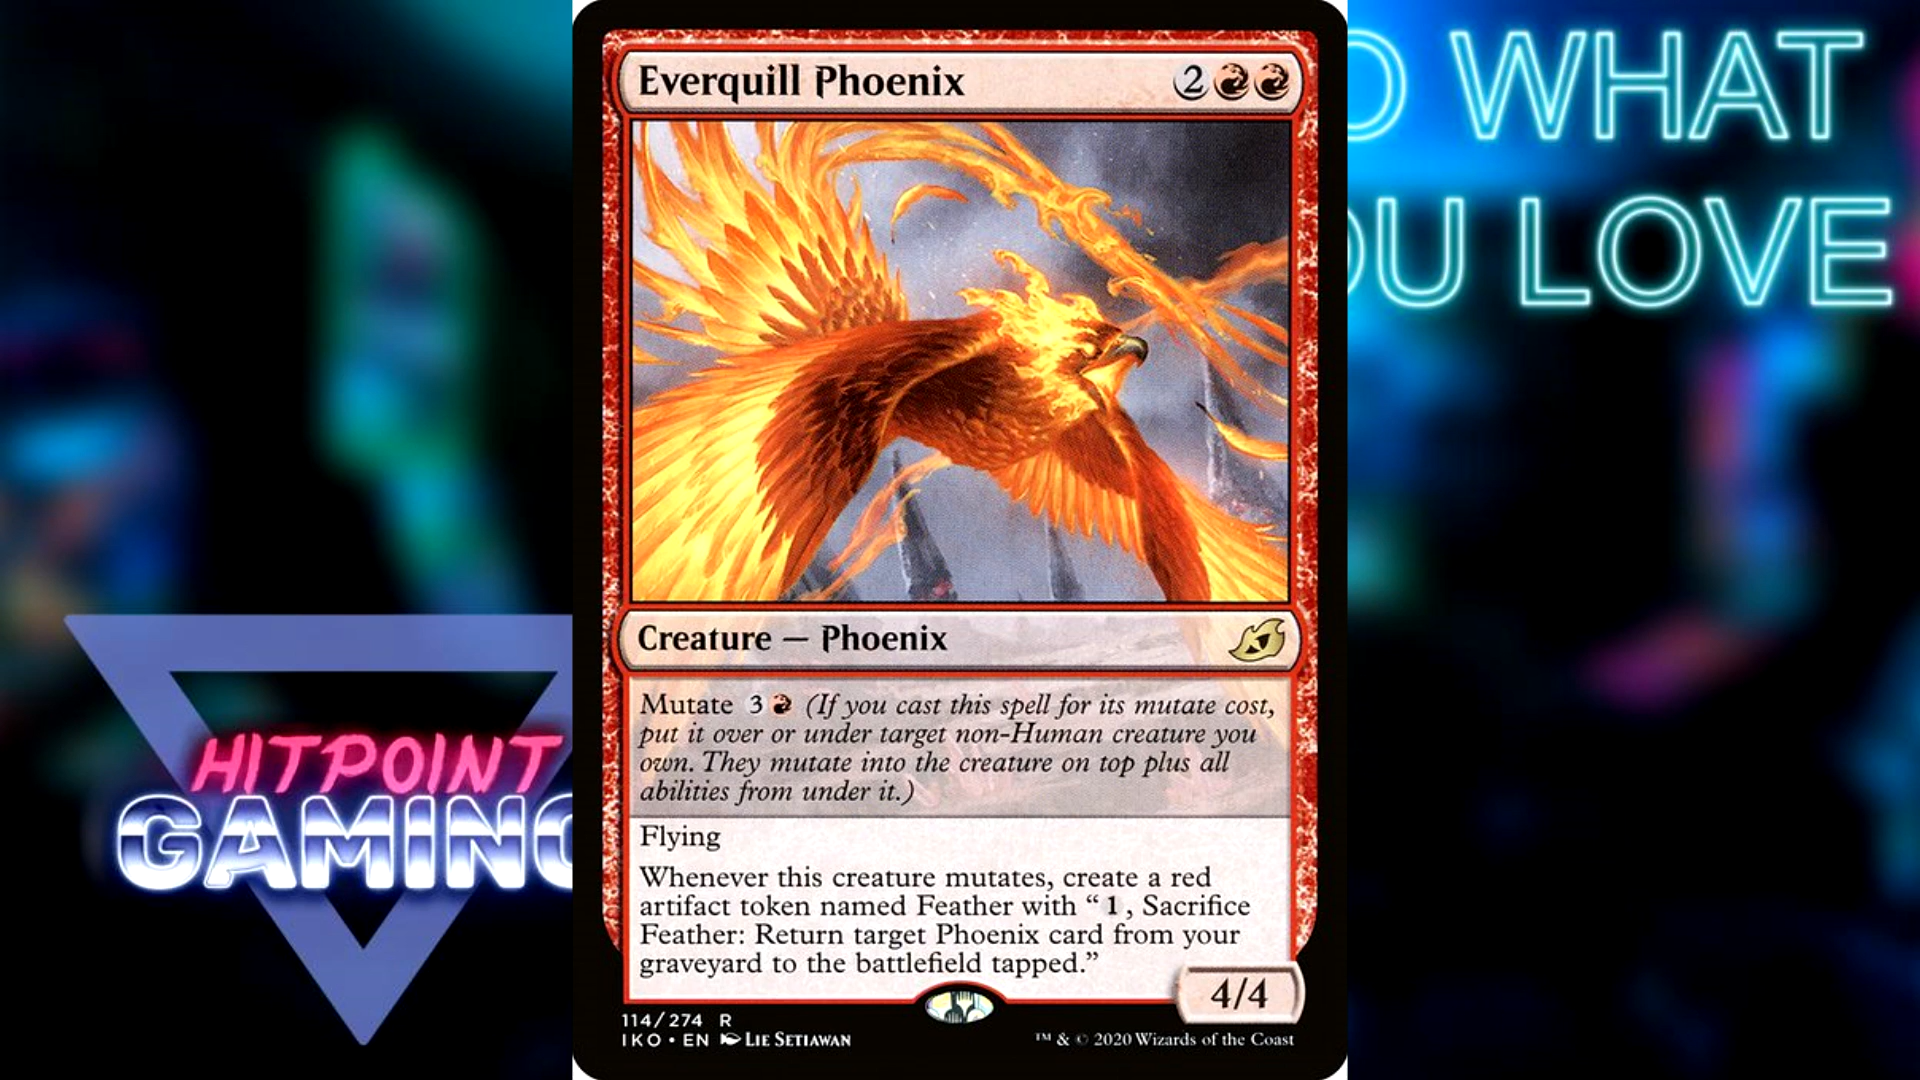 Everquill Phoenix 2
O WHAT
OU LOVE
Creature — Phoenix
Mutate 3 (If you cast this spell for its mutate cost,
put it over or under target non-Human creature you
own. They mutate into the creature on top plus all
abilities from under it.)
Flying
Whenever this creature mutates, create a red
artifact token named Feather with “1, Sacrifice
Feather: Return target Phoenix card from your
graveyard to the battlefield tapped.”
4/4
114/274 R
IKO • EN Lie Setiawan
™ & © 2020 Wizards of the Coast
HITPOINT
GAMING